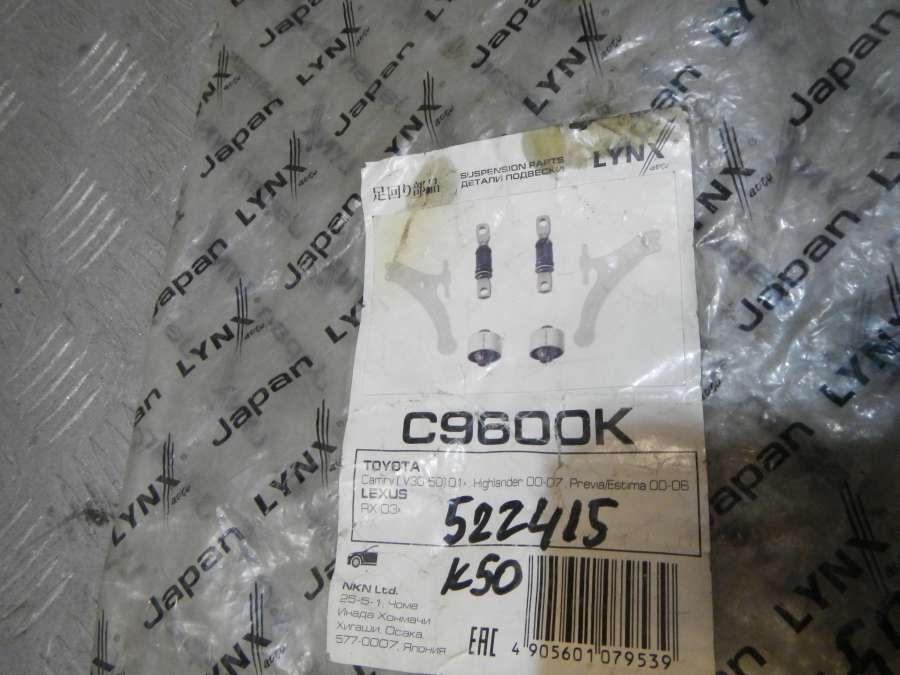 足回り部品
SUSPENSION PARTS
ДЕТАЛИ ПОДВЕСКИ
LYNX
auto
C9600K
TOYOTA
Camry ( V30 50) 01>, Highlander 00-07, Previa/Estima 00-06
LEXUS
RX 03>
522415
K50
NKN Ltd.
25-5-1, Чоме
Инада Хонмачи
Хигаши, Осака,
577-0007, Япония
EAC
4 905601 079539
Japan LYNX auto